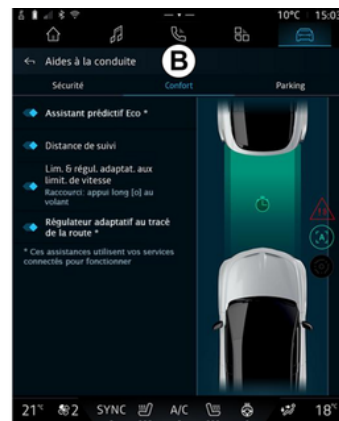 10°C 15:03
Aides à la conduite
B
Sécurité Confort Parking
Assistant prédictif Eco *
Distance de suivi
Lim. & régul. adaptat. aux
limit. de vitesse
Raccourci: appui long [o] au
volant
Régulateur adaptatif au tracé
de la route *
* Ces assistances utilisent vos services
connectés pour fonctionner
[A]
21°C 2 SYNC A/C 18°C